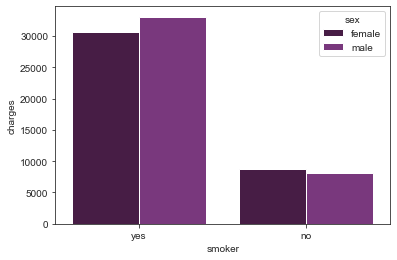 sex
female
male
30000
25000
20000
15000
10000
5000
0
charges
yes
no
smoker